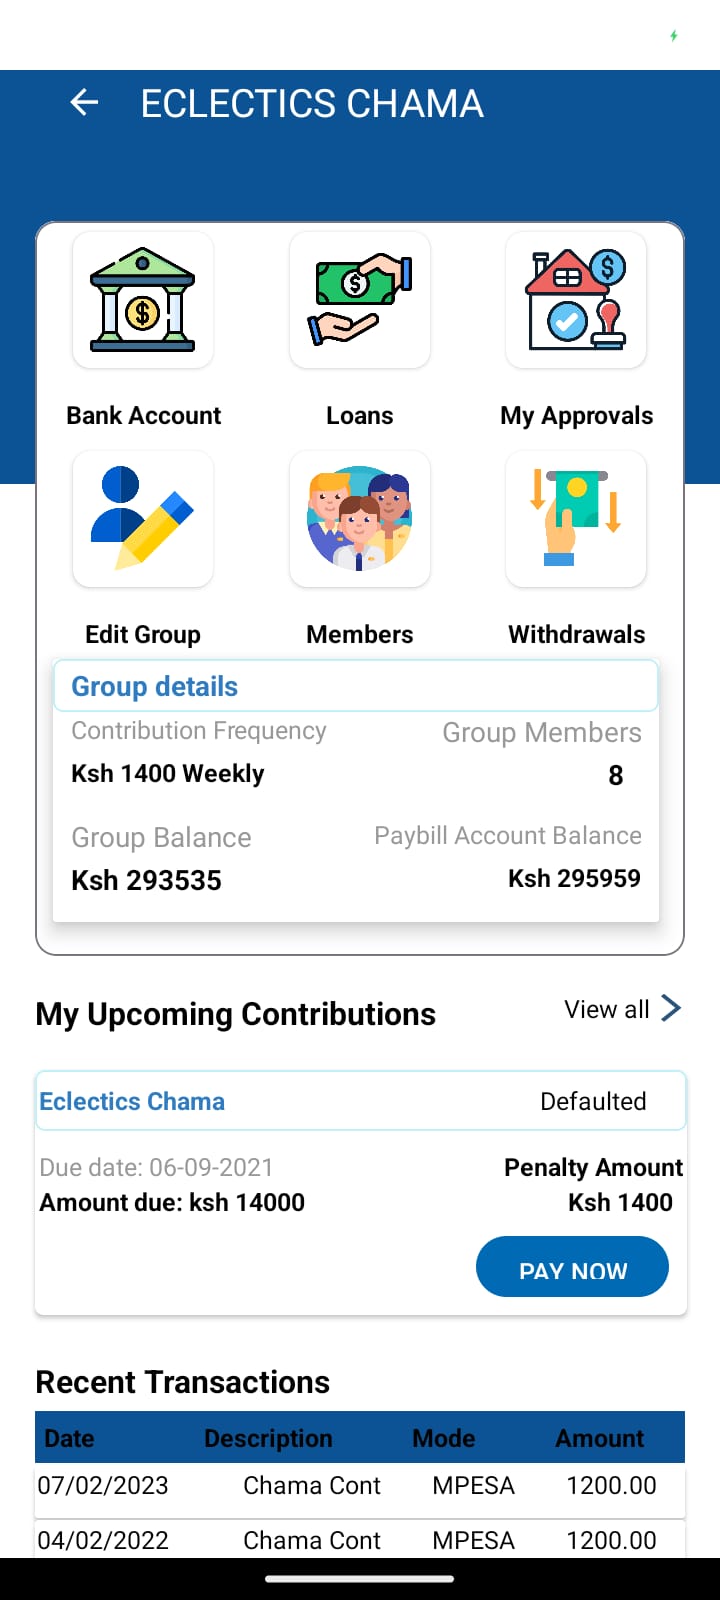 ECLECTICS CHAMA
Bank Account Loans My Approvals
Edit Group Members Withdrawals
Group details
Contribution Frequency Group Members
Ksh 1400 Weekly 8
Group Balance Paybill Account Balance
Ksh 293535 Ksh 295959
My Upcoming Contributions View all
Eclectics Chama Defaulted
Due date: 06-09-2021 Penalty Amount
Amount due: ksh 14000 Ksh 1400
PAY NOW
Recent Transactions
Date Description Mode Amount
07/02/2023 Chama Cont MPESA 1200.00
04/02/2022 Chama Cont MPESA 1200.00